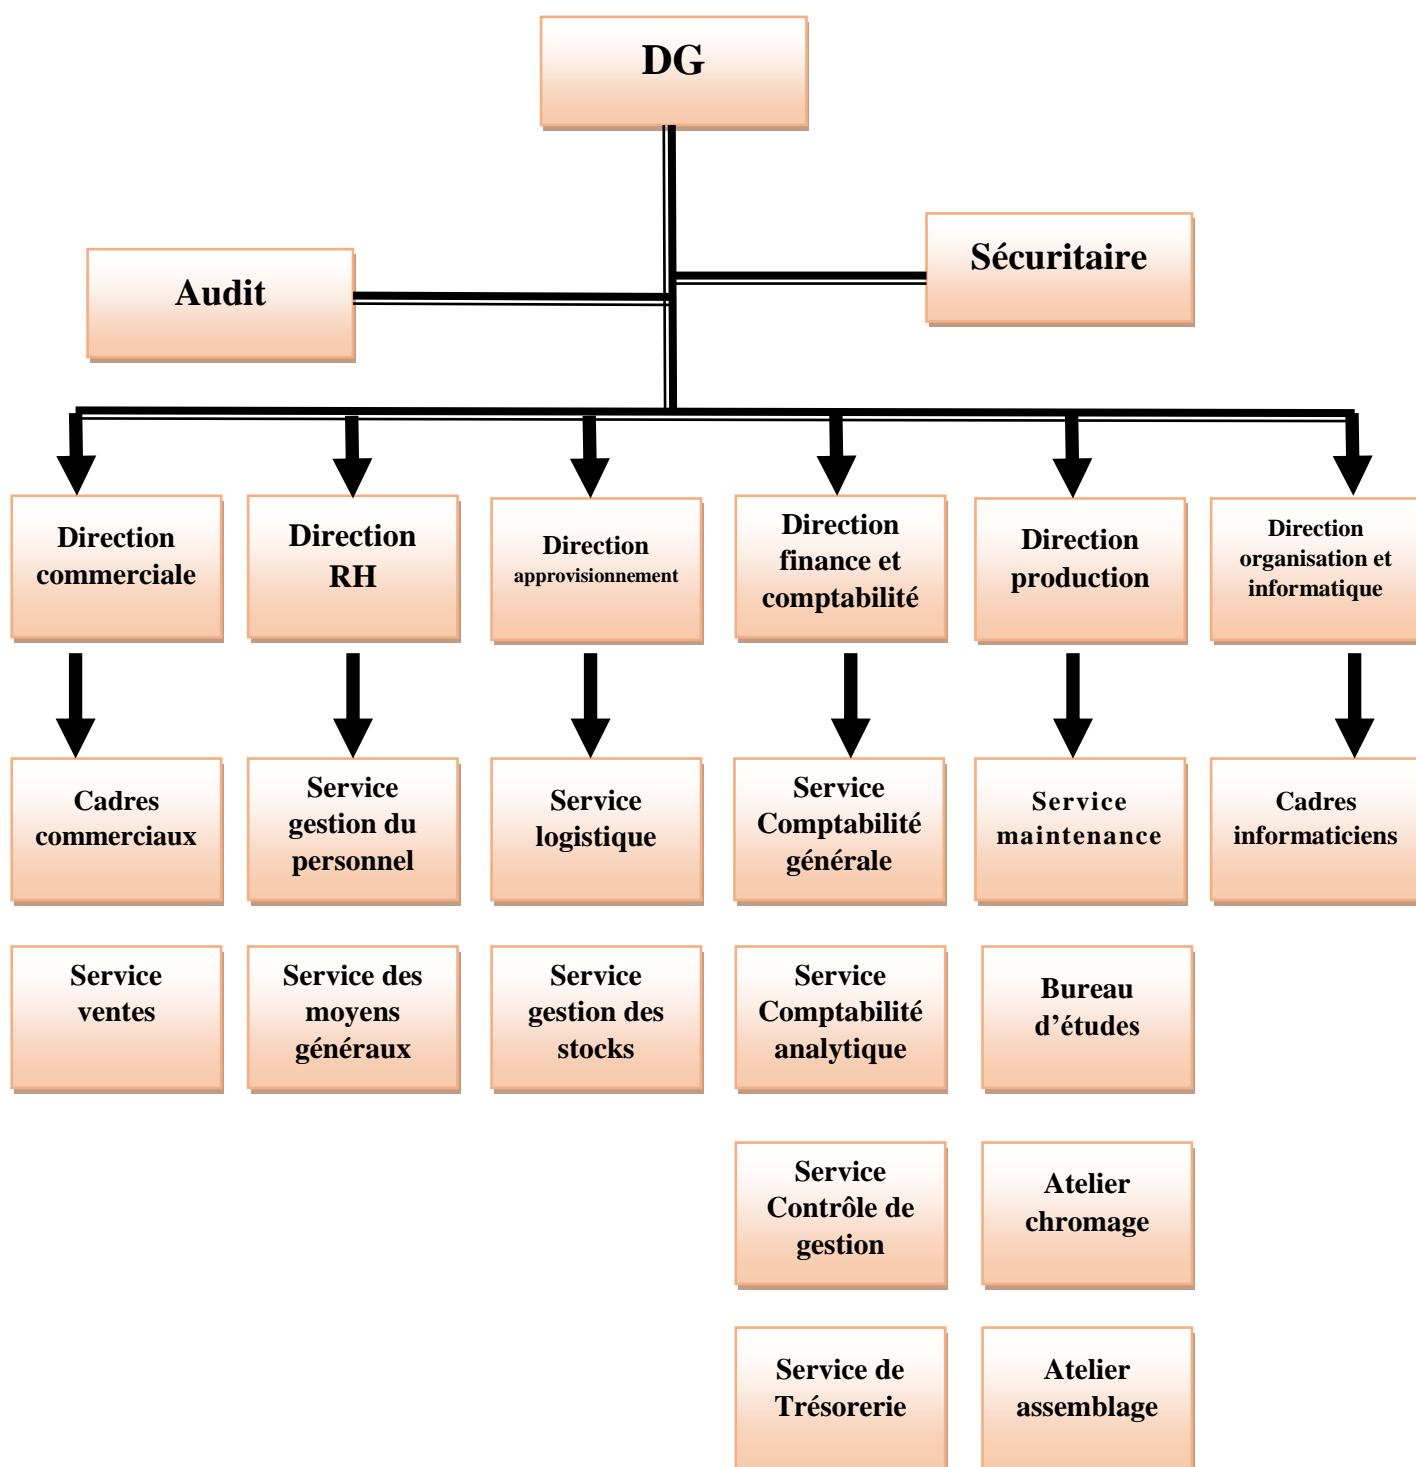 DG
Sécuritaire
Audit
Direction
commerciale
Direction
RH
Direction
approvisionnement
Direction
finance et
comptabilité
Direction
production
Direction
organisation et
informatique
Cadres
commerciaux
Service
gestion du
personnel
Service
logistique
Service
Comptabilité
générale
Service
maintenance
Cadres
informaticiens
Service
ventes
Service des
moyens
généraux
Service
gestion des
stocks
Service
Comptabilité
analytique
Bureau
d’études
Service
Contrôle de
gestion
Atelier
chromage
Service de
Trésorerie
Atelier
assemblage